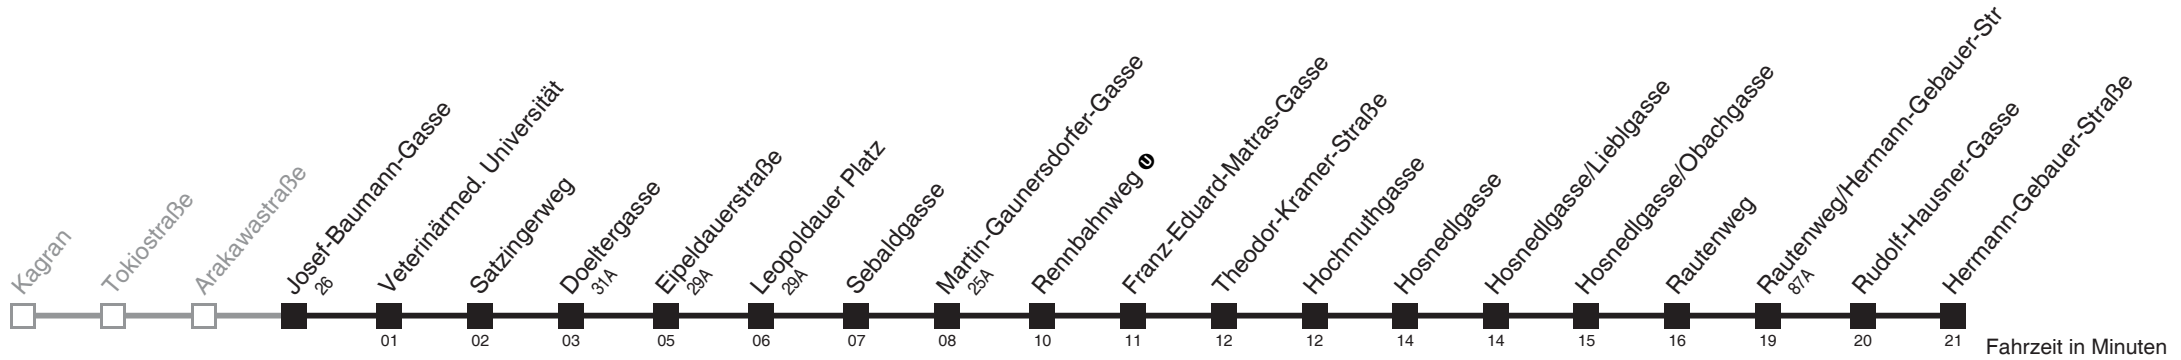 Kagran
Tokiostraße
Arakawastraße
Josef-Baumann-Gasse
26
Veterinärmed. Universität
Satzingerweg
Doeltergasse
31A
Eipeldauerstraße
29A
Leopoldauer Platz
29A
Sebaldgasse
Martin-Gaunersdorfer-Gasse
25A
Rennbahnweg U
Franz-Eduard-Matras-Gasse
Theodor-Kramer-Straße
Hochmuthgasse
Hosnedlgasse
Hosnedlgasse/Lieblgasse
Hosnedlgasse/Obachgasse
Rautenweg
Rautenweg/Hermann-Gebauer-Str
87A
Rudolf-Hausner-Gasse
Hermann-Gebauer-Straße
01 02 03 05 06 07 08 10 11 12 12 14 14 15 16 19 20 21 Fahrzeit in Minuten